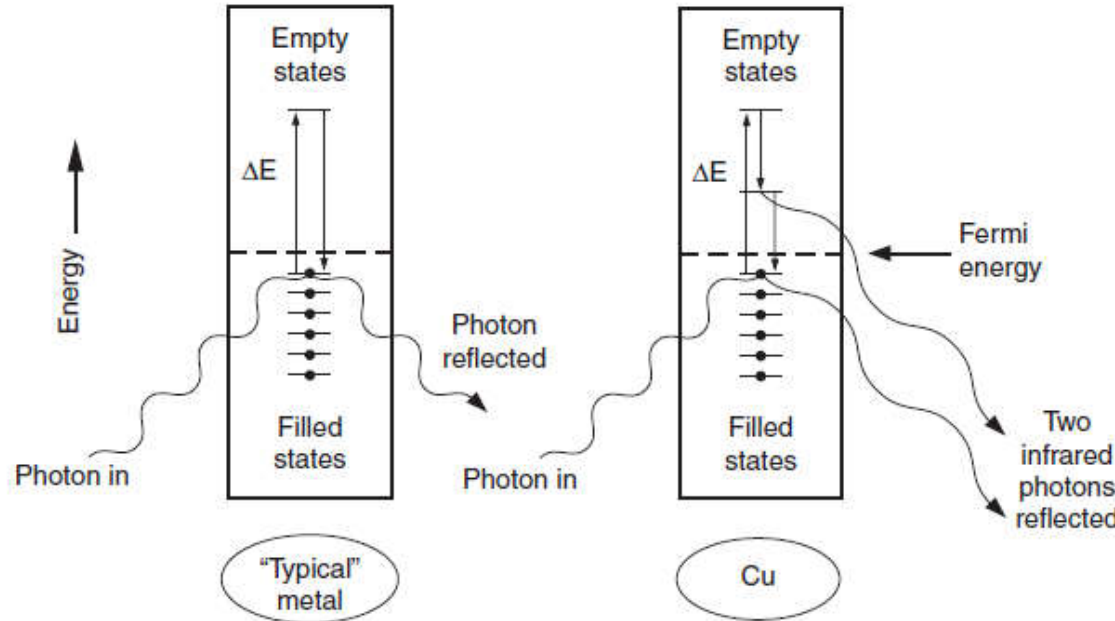 Energy
Empty
states
ΔE
Photon
reflected
Filled
states
Photon in
"Typical"
metal
Empty
states
ΔE
Fermi
energy
Filled
states
Photon in
Two
infrared
photons
reflected
Cu